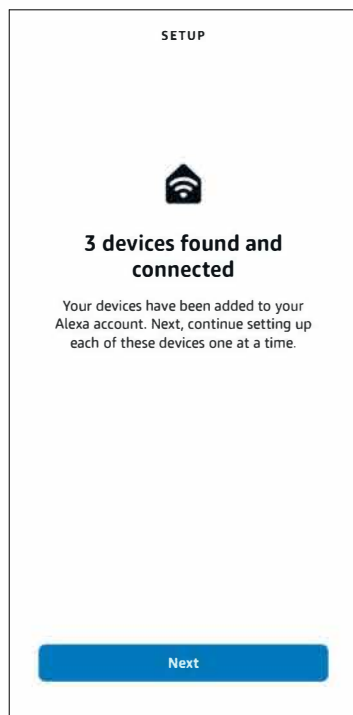 SETUP
3 devices found and
connected
Your devices have been added to your
Alexa account. Next, continue setting up
each of these devices one at a time.
Next